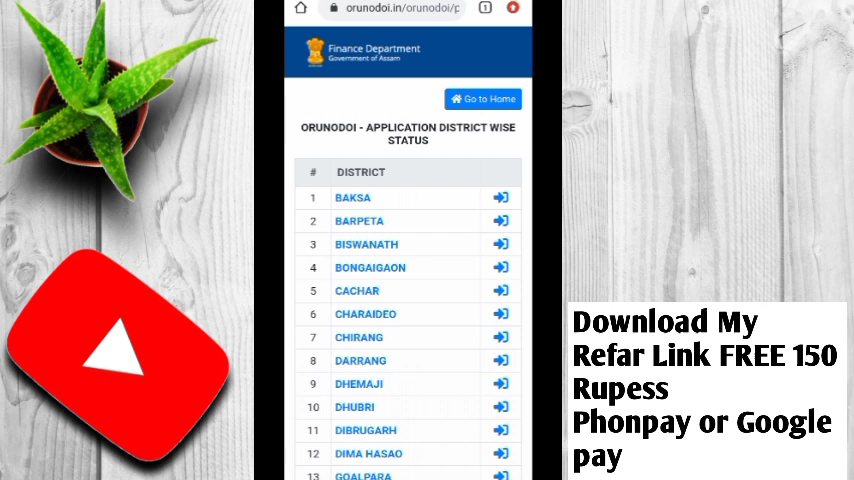 orunodoi.in/orunodoi/p
1
Finance Department
Government of Assam
Go to Home
ORUNODOI - APPLICATION DISTRICT WISE
STATUS
# DISTRICT
1 BAKSA
2 BARPETA
3 BISWANATH
4 BONGAIGAON
5 CACHAR
6 CHARAIDEO
7 CHIRANG
8 DARRANG
9 DHEMAJI
10 DHUBRI
11 DIBRUGARH
12 DIMA HASAO
13 GOALPARA
Download My
Refar Link FREE 150
Rupess
Phonpay or Google
pay